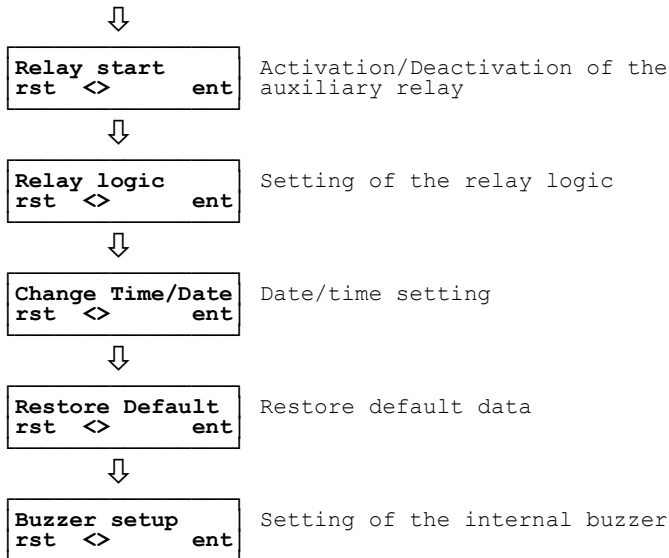 Relay start
rst <> ent
Activation/Deactivation of the
auxiliary relay
Relay logic
rst <> ent
Setting of the relay logic
Change Time/Date
rst <> ent
Date/time setting
Restore Default
rst <> ent
Restore default data
Buzzer setup
rst <> ent
Setting of the internal buzzer